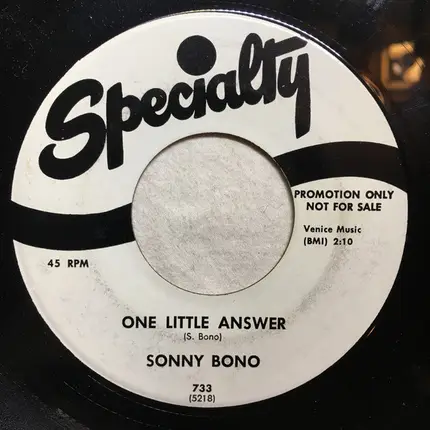 Specialty
PROMOTION ONLY
NOT FOR SALE
Venice Music
(BMI) 2:10
45 RPM
ONE LITTLE ANSWER
(S. Bono)
SONNY BONO
733
(5218)